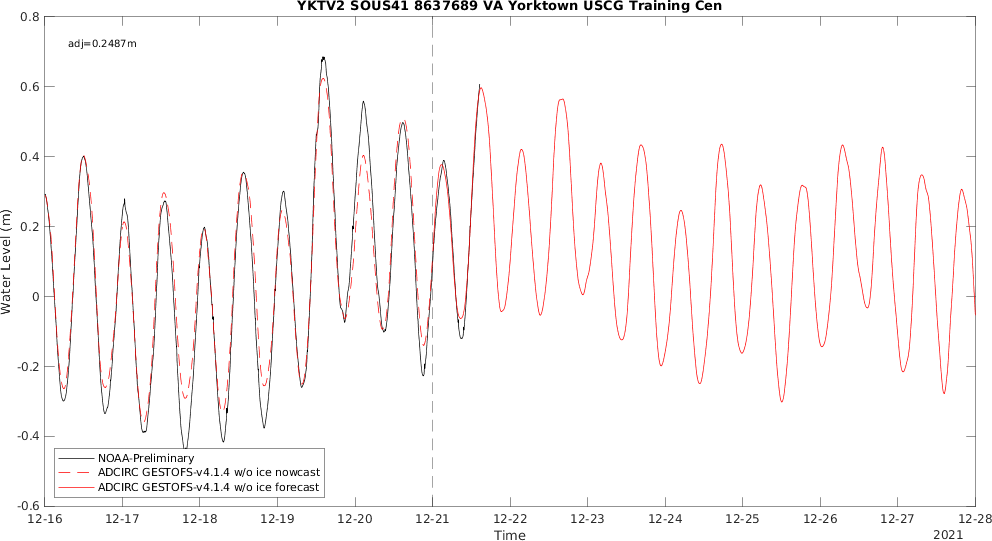 YKTV2 SOUS41 8637689 VA Yorktown USCG Training Cen
adj=0.2487m
0.8
0.6
0.4
0.2
0
-0.2
-0.4
-0.6
Water Level (m)
NOAA-Preliminary
ADCIRC GESTOFS-v4.1.4 w/o ice nowcast
ADCIRC GESTOFS-v4.1.4 w/o ice forecast
12-16 12-17 12-18 12-19 12-20 12-21 12-22 12-23 12-24 12-25 12-26 12-27 12-28
Time
2021